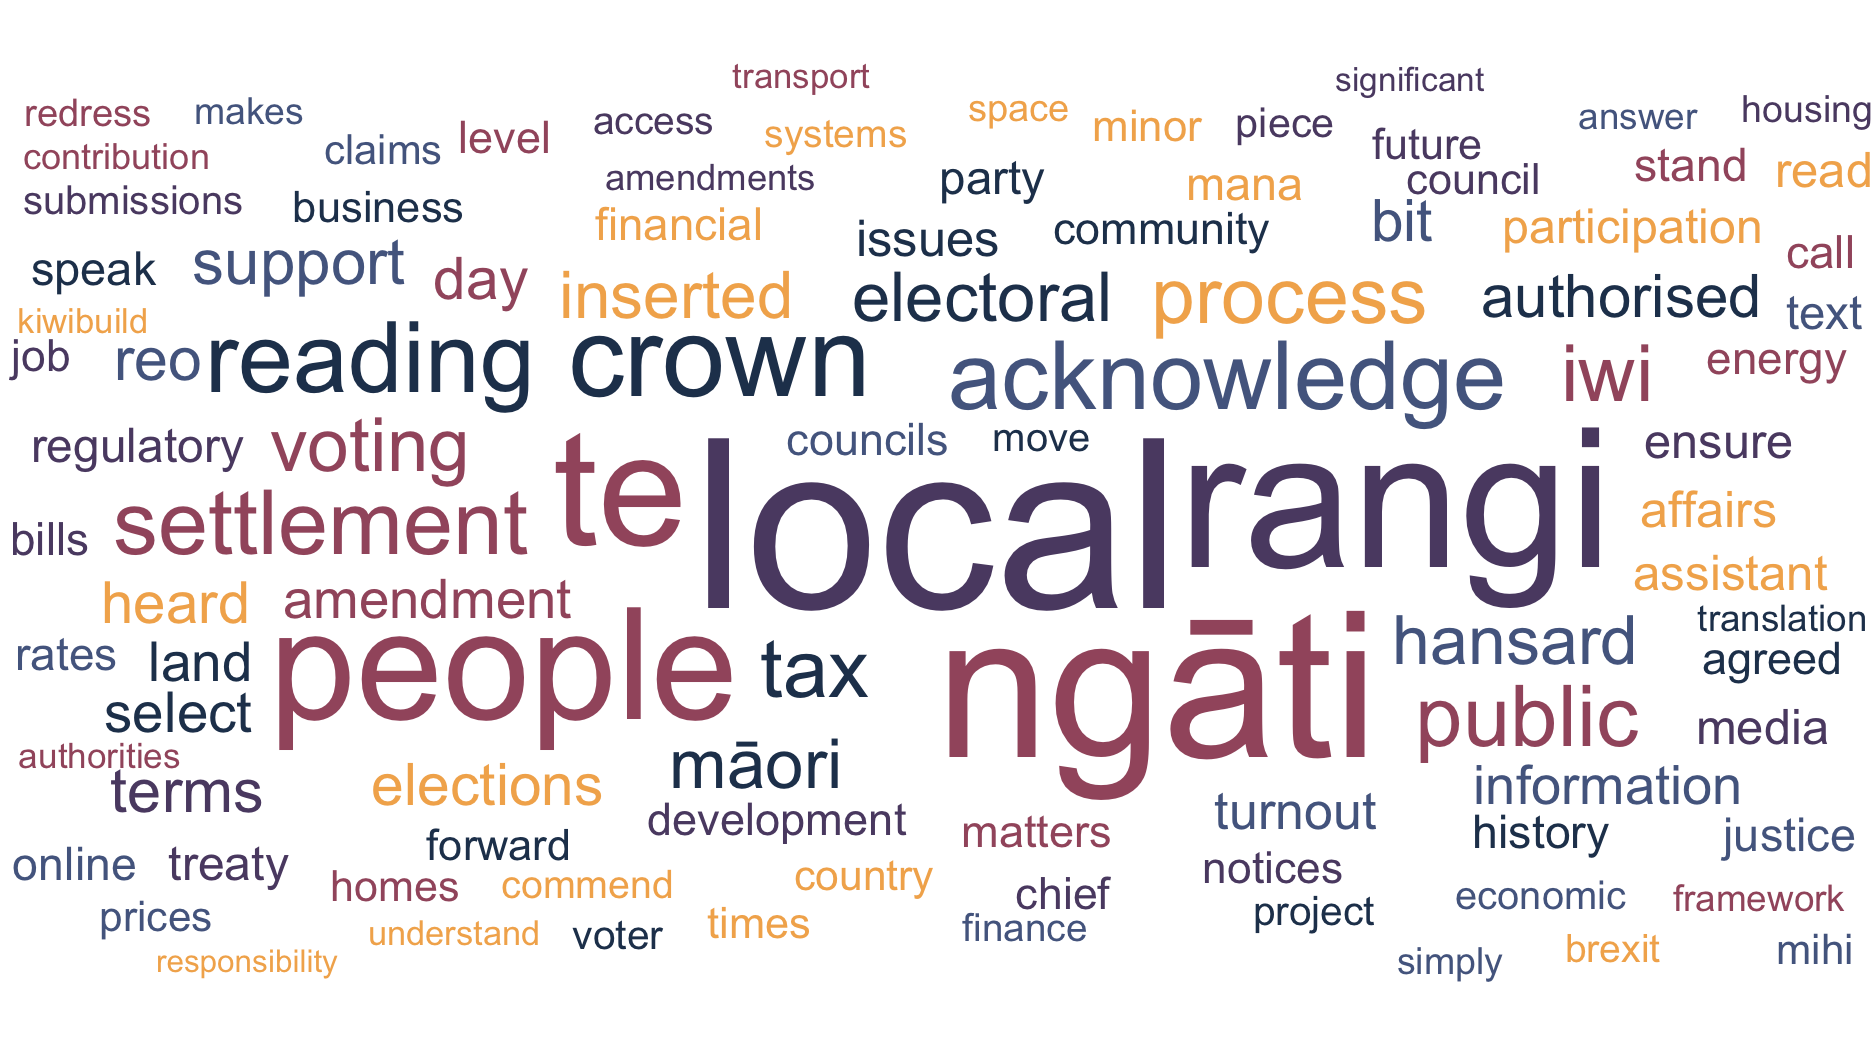 transport
significant
redress makes access space minor piece answer housing
contribution claims level systems future stand read
submissions business amendments party mana council
financial issues community bit participation call
speak support day inserted electoral process authorised text
kiwibuild
job reo reading crown acknowledge iwi energy
regulatory voting councils move ensure
bills settlement te local rangi affairs
heard amendment assistant
rates land people tax ngāti hansard translation
agreed
select public media
authorities
terms elections māori information
development matters turnout history justice
online treaty forward notices
homes commend country chief economic framework
prices understand voter times finance project
responsibility simply brexit mihi